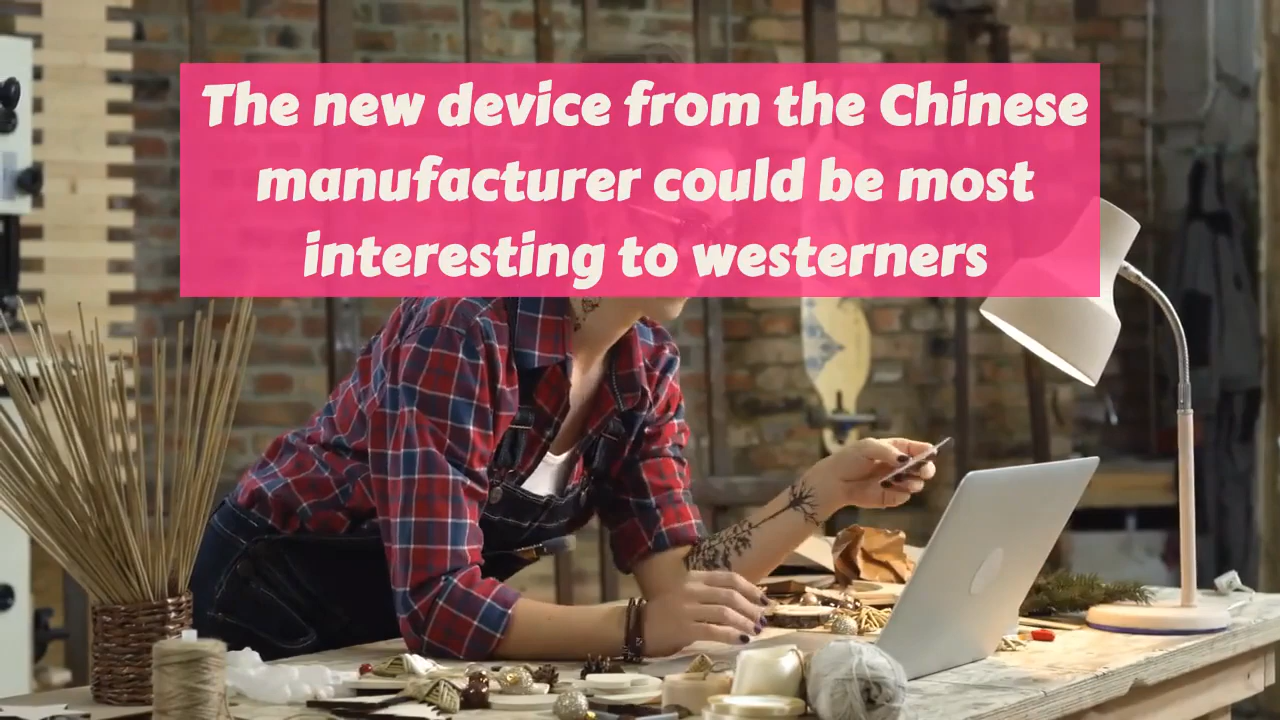 The new device from the Chinese
manufacturer could be most
interesting to westerners